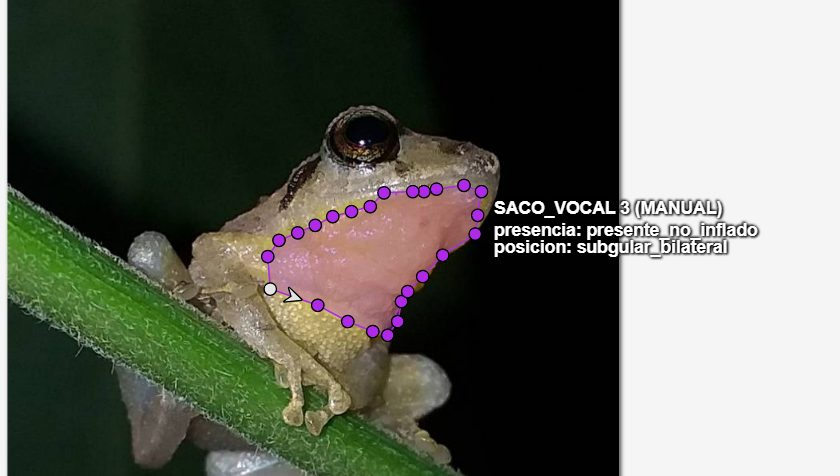 SACO_VOCAL 3 (MANUAL)
presencia: presente_no_inflado
posicion: subgular_bilateral